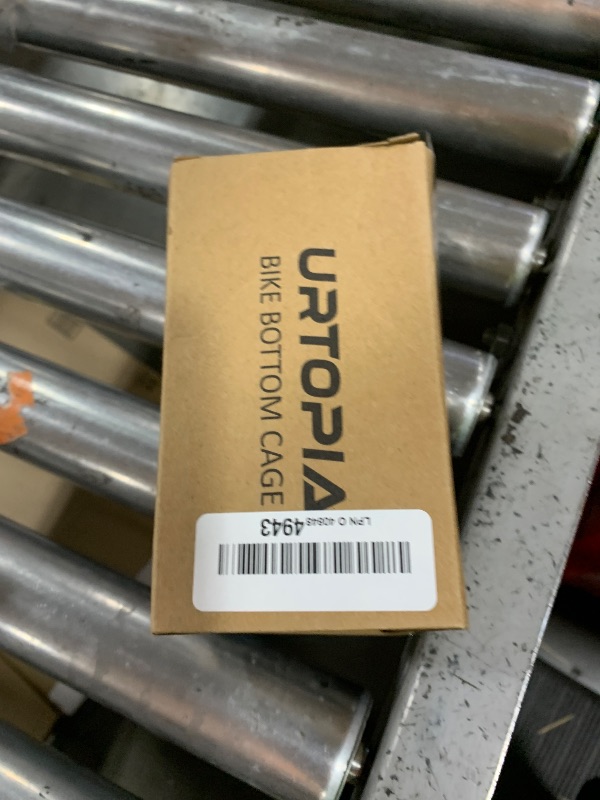 URTOPIA
BIKE BOTTOM CAGE
LPN O 40848
4943